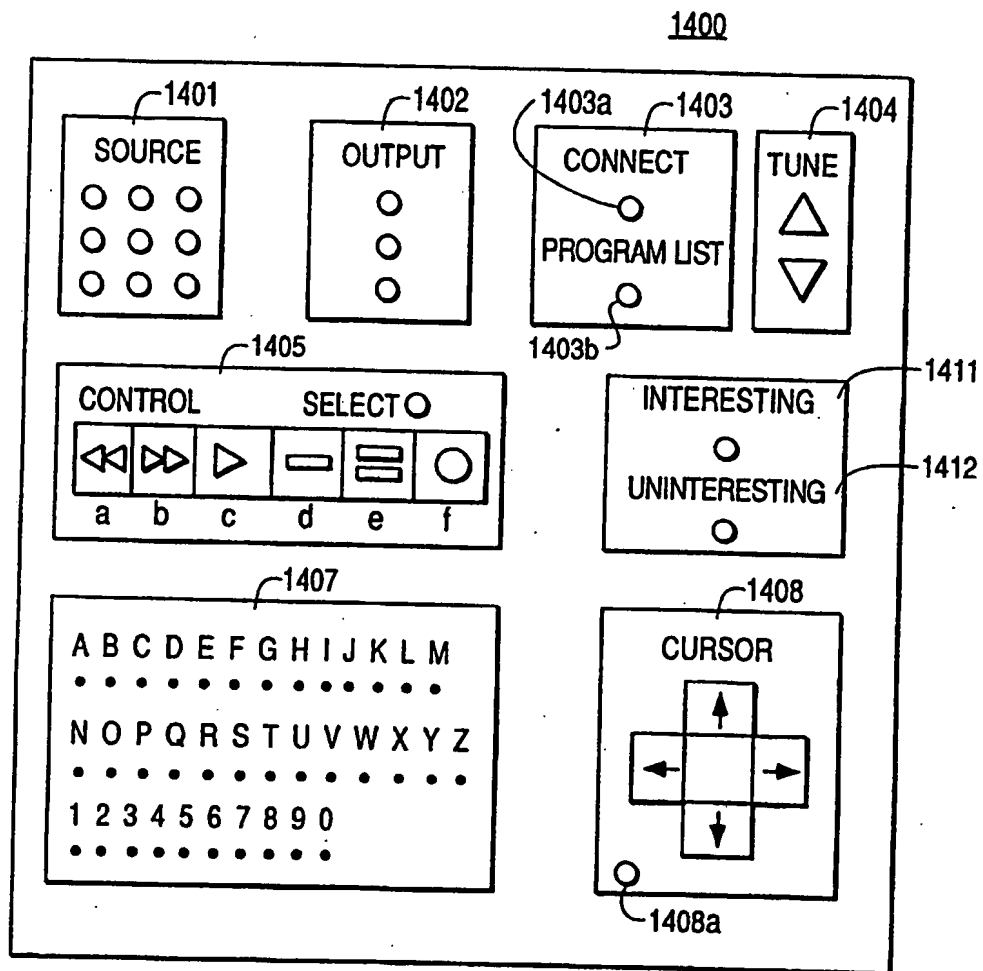 1400
1401
1402
1403a
1403
1404
SOURCE
OUTPUT
CONNECT
TUNE
PROGRAM LIST
1403b
1405
CONTROL
SELECT
a b c d e f
1411
INTERESTING
1412
UNINTERESTING
1407
A B C D E F G H I J K L M
N O P Q R S T U V W X Y Z
1 2 3 4 5 6 7 8 9 0
1408
CURSOR
1408a